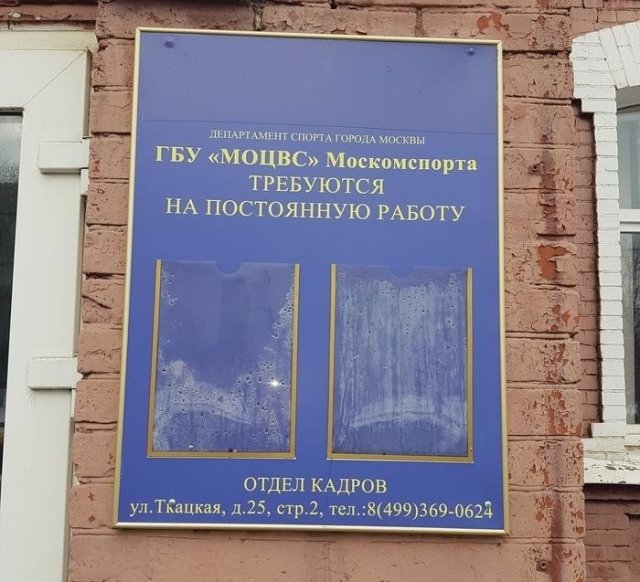 ДЕПАРТАМЕНТ СПОРТА ГОРОДА МОСКВЫ
ГБУ «МОЦВС» Москомспорта
ТРЕБУЮТСЯ
НА ПОСТОЯННУЮ РАБОТУ
ОТДЕЛ КАДРОВ
ул.Ткацкая, д.25, стр.2, тел.:8(499)369-0624